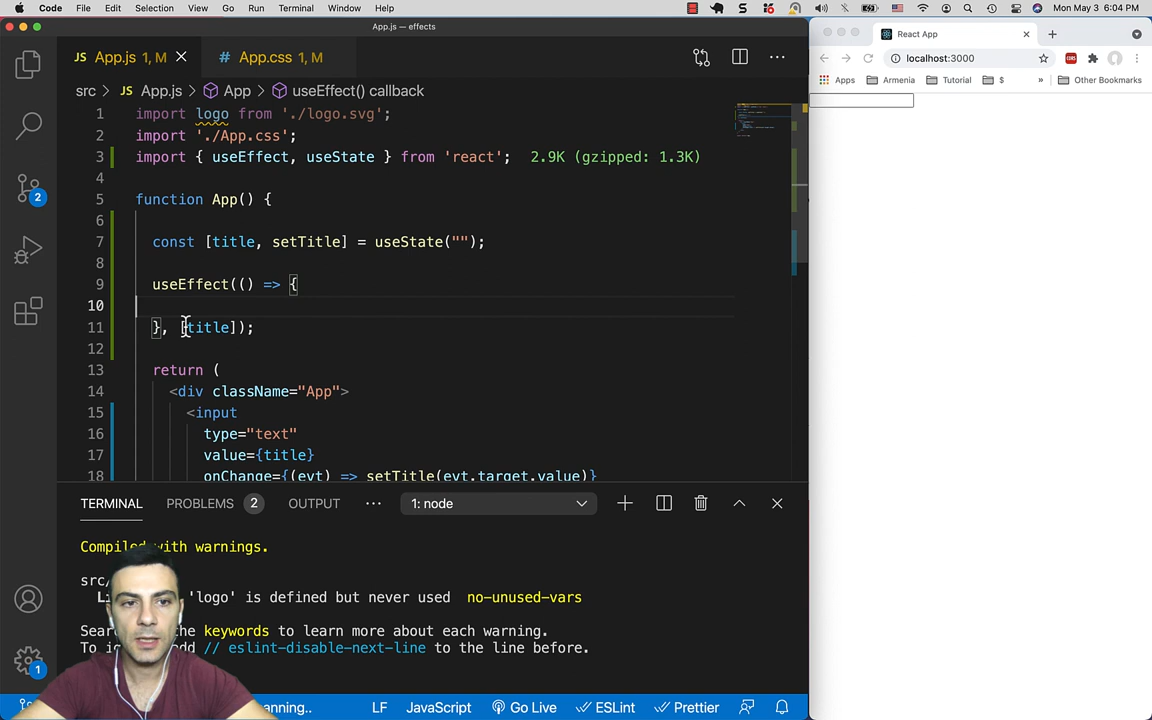 Code File Edit Selection View Go Run Terminal Window Help
Mon May 3 6:04 PM
App.js — effects
JS App.js 1, M
# App.css 1, M
src > JS App.js > App > useEffect() callback
1 import logo from './logo.svg';
2 import './App.css';
3 import { useEffect, useState } from 'react'; 2.9K (gzipped: 1.3K)
4
5 function App() {
6
7 const [title, setTitle] = useState("");
8
9 useEffect(() => {
10
11 }, [title]);
12
13 return (
14 <div className="App">
15 <input
16 type="text"
17 value={title}
18 onChange={(evt) => setTitle(evt.target.value)}
TERMINAL PROBLEMS 2 OUTPUT ··· 1: node
Compiled with warnings.
src/
'logo' is defined but never used no-unused-vars
the keywords to learn more about each warning.
To add // eslint-disable-next-line to the line before.
2
1
LF JavaScript Go Live ESLint Prettier
React App
localhost:3000
Apps Armenia Tutorial $ » Other Bookmarks